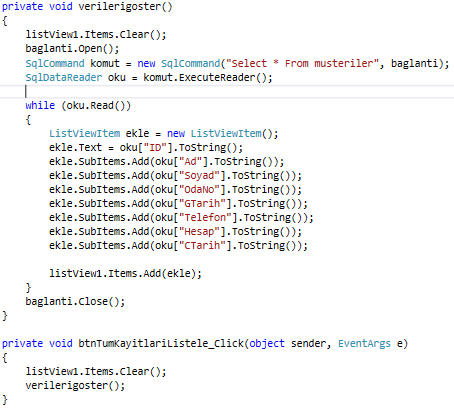 private void verilerigoster()
{
listView1.Items.Clear();
baglanti.Open();
SqlCommand komut = new SqlCommand("Select * From musteriler", baglanti);
SqlDataReader oku = komut.ExecuteReader();
while (oku.Read())
{
ListViewItem ekle = new ListViewItem();
ekle.Text = oku["ID"].ToString();
ekle.SubItems.Add(oku["Ad"].ToString());
ekle.SubItems.Add(oku["Soyad"].ToString());
ekle.SubItems.Add(oku["OdaNo"].ToString());
ekle.SubItems.Add(oku["GTarih"].ToString());
ekle.SubItems.Add(oku["Telefon"].ToString());
ekle.SubItems.Add(oku["Hesap"].ToString());
ekle.SubItems.Add(oku["CTarih"].ToString());
listView1.Items.Add(ekle);
}
baglanti.Close();
}
private void btnTumKayitlariListele_Click(object sender, EventArgs e)
{
listView1.Items.Clear();
verilerigoster();
}